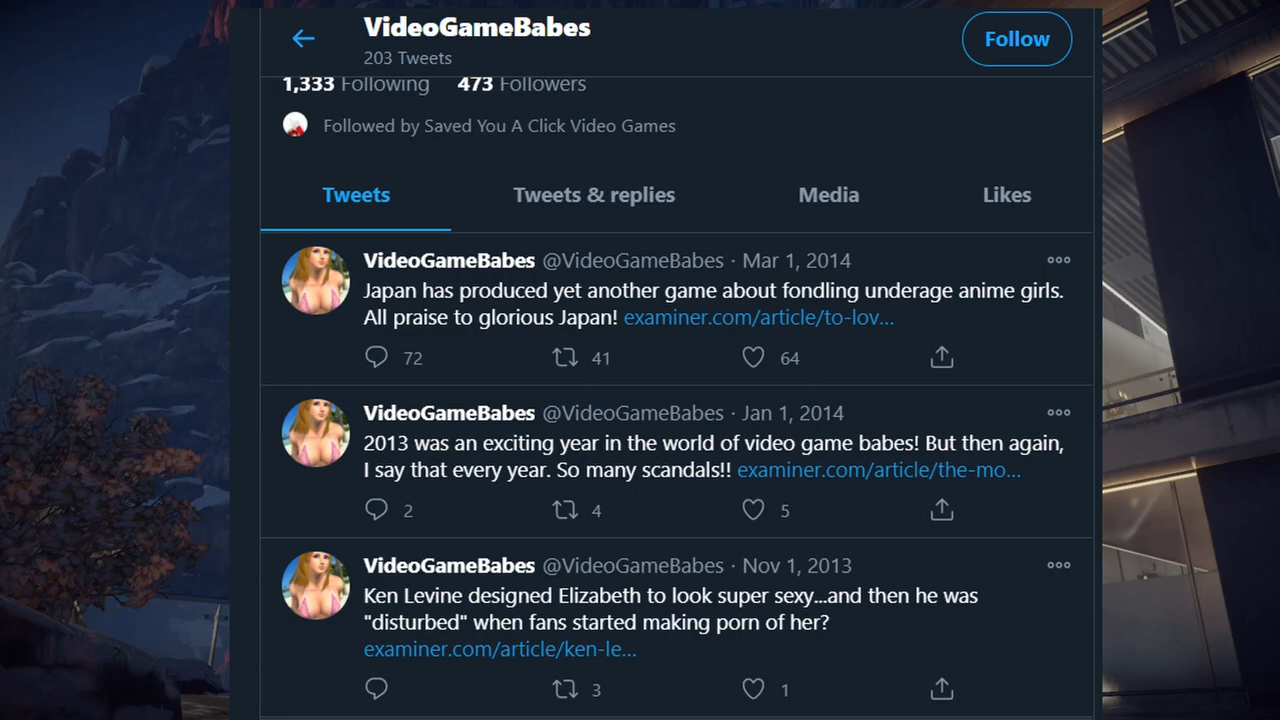 VideoGameBabes
203 Tweets
Follow
1,333 Following 473 Followers
Followed by Saved You A Click Video Games
Tweets Tweets & replies Media Likes
VideoGameBabes @VideoGameBabes · Mar 1, 2014
Japan has produced yet another game about fondling underage anime girls.
All praise to glorious Japan! examiner.com/article/to-lov...
72 41 64
VideoGameBabes @VideoGameBabes · Jan 1, 2014
2013 was an exciting year in the world of video game babes! But then again,
I say that every year. So many scandals!! examiner.com/article/the-mo...
2 4 5
VideoGameBabes @VideoGameBabes · Nov 1, 2013
Ken Levine designed Elizabeth to look super sexy...and then he was
"disturbed" when fans started making porn of her?
examiner.com/article/ken-le...
3 1